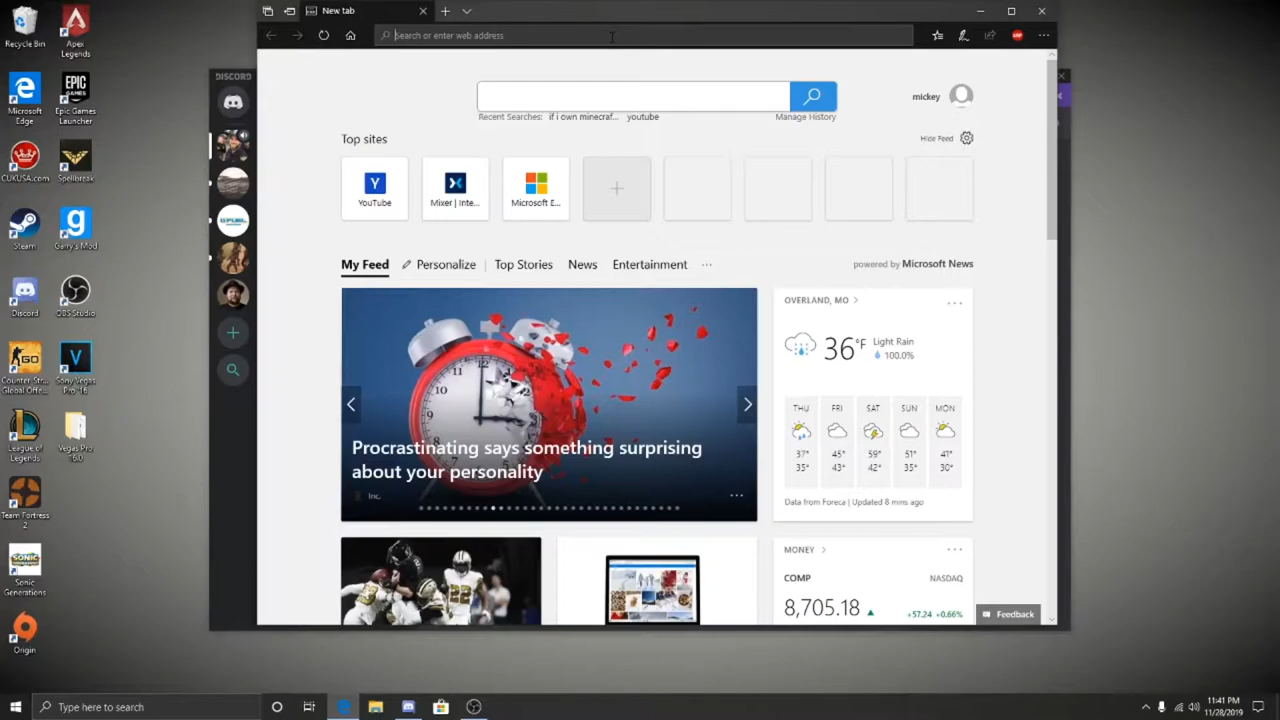 Recycle Bin
Apex
Legends
Microsoft
Edge
EPIC
GAMES
Epic Games
Launcher
CUKUSA.com
Spellbreak
Steam
Garry's Mod
Discord
OBS Studio
GO
Counter-Str...
Global Offe...
Sony Vegas
Pro 16
League of
Legends
Vegas Pro
16.0
Team Fortress
2
SONIC
Sonic
Generations
Origin
DISCORD
New tab
Search or enter web address
ABP
mickey
Recent Searches: if i own minecraf... youtube
Manage History
Top sites
Hide Feed
Y
YouTube
Mixer | Inte...
Microsoft E...
My Feed
Personalize
Top Stories
News
Entertainment
powered by Microsoft News
Procrastinating says something surprising
about your personality
Inc.
OVERLAND, MO
36°F
Light Rain
100.0%
THU FRI SAT SUN MON
37° 45° 59° 51° 41°
35° 43° 42° 35° 30°
Data from Foreca | Updated 8 mins ago
MONEY
COMP NASDAQ
8,705.18 +57.24 +0.66%
Feedback
Type here to search
11:41 PM
11/28/2019